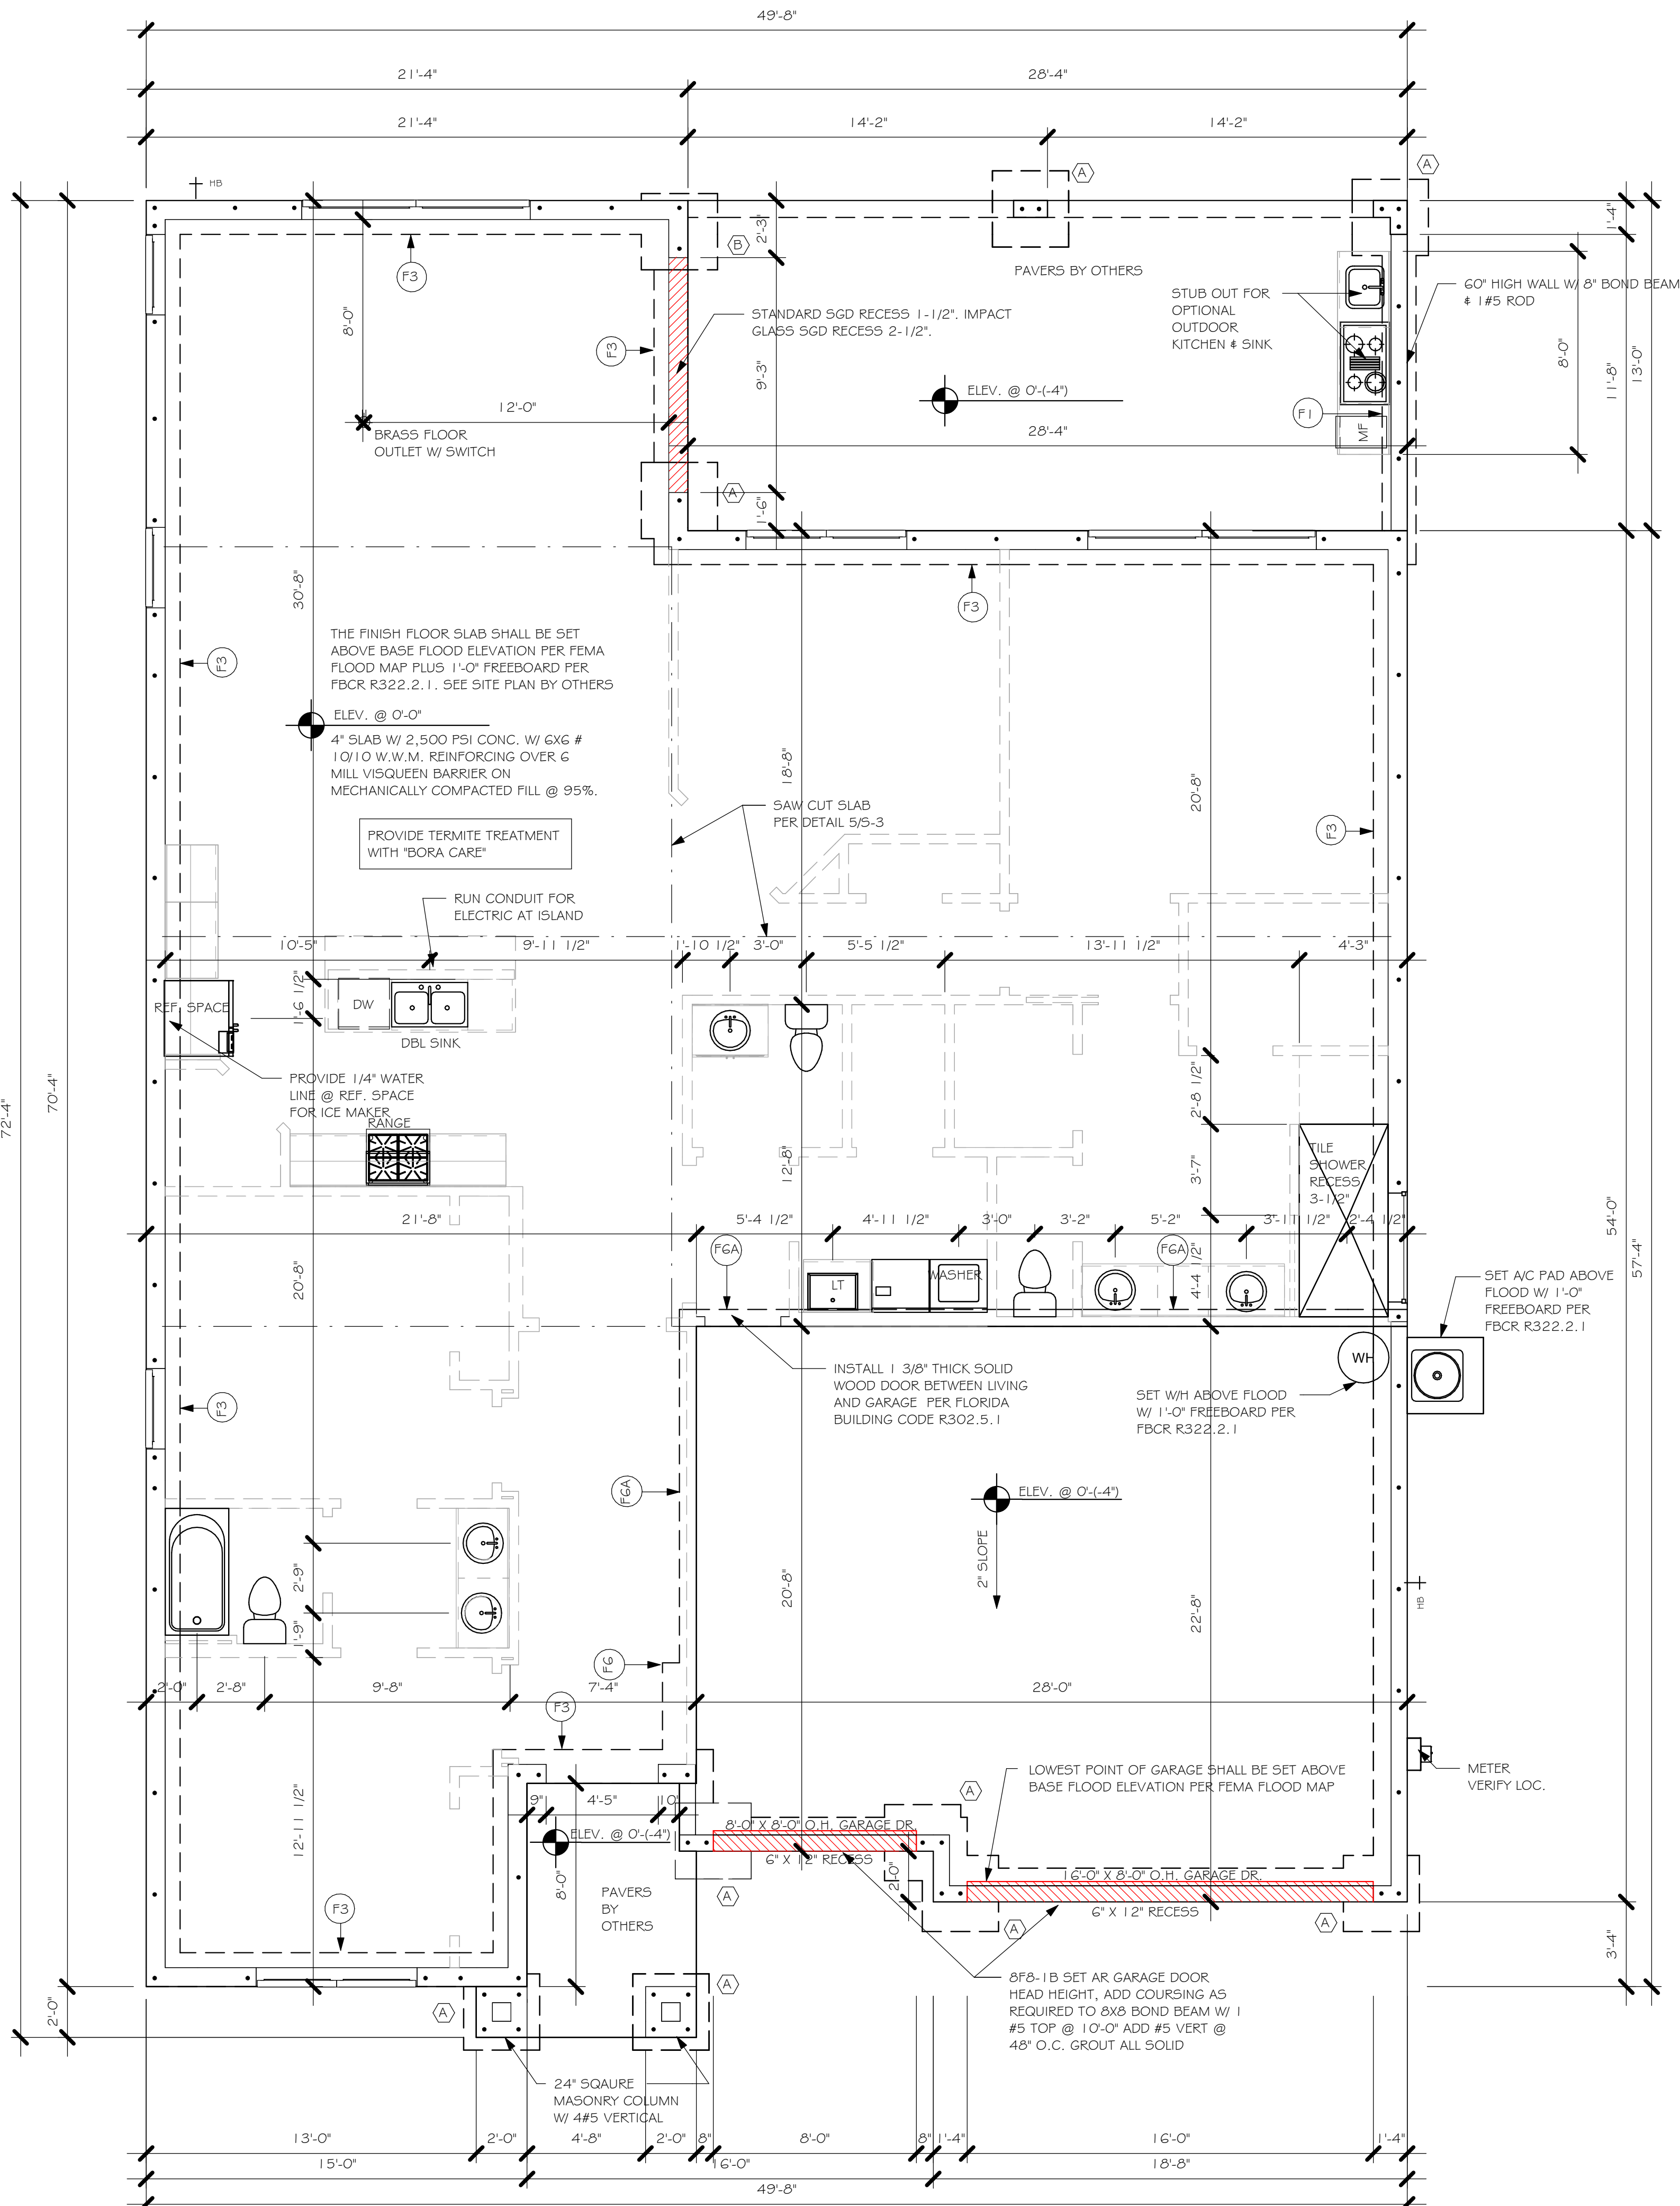 49'-8"
21'-4"
28'-4"
21'-4"
14'-2"
14'-2"
HB
A
A
B
2'-3"
1'-4"
F3
PAVERS BY OTHERS
STUB OUT FOR
OPTIONAL
OUTDOOR
KITCHEN & SINK
60" HIGH WALL W/ 8" BOND BEAM
& 1#5 ROD
8'-0"
STANDARD SGD RECESS 1-1/2". IMPACT
GLASS SGD RECESS 2-1/2".
F3
9'-3"
8'-0"
11'-8"
13'-0"
ELEV. @ 0'-(-4")
12'-0"
F1
MF
28'-4"
BRASS FLOOR
OUTLET W/ SWITCH
A
1'-6"
30'-8"
F3
THE FINISH FLOOR SLAB SHALL BE SET
ABOVE BASE FLOOD ELEVATION PER FEMA
FLOOD MAP PLUS 1'-0" FREEBOARD PER
FBCR R322.2.1. SEE SITE PLAN BY OTHERS
F3
ELEV. @ 0'-0"
4" SLAB W/ 2,500 PSI CONC. W/ 6X6 #
10/10 W.W.M. REINFORCING OVER 6
MILL VISQUEEN BARRIER ON
MECHANICALLY COMPACTED FILL @ 95%.
18'-8"
20'-8"
SAW CUT SLAB
PER DETAIL 5/S-3
F3
PROVIDE TERMITE TREATMENT
WITH "BORA CARE"
RUN CONDUIT FOR
ELECTRIC AT ISLAND
10'-5"
9'-11 1/2"
1'-10 1/2"
3'-0"
5'-5 1/2"
13'-11 1/2"
4'-3"
1'-6 1/2"
REF. SPACE
DW
DBL SINK
PROVIDE 1/4" WATER
LINE @ REF. SPACE
FOR ICE MAKER
RANGE
70'-4"
72'-4"
2'-8 1/2"
12'-8"
3'-7"
TILE
SHOWER
RECESS
3-1/2"
54'-0"
57'-4"
21'-8"
5'-4 1/2"
4'-11 1/2"
3'-0"
3'-2"
5'-2"
3'-11 1/2"
2'-4 1/2"
F6A
F6A
20'-8"
4'-4 1/2"
LT
WASHER
SET A/C PAD ABOVE
FLOOD W/ 1'-0"
FREEBOARD PER
FBCR R322.2.1
WH
INSTALL 1 3/8" THICK SOLID
WOOD DOOR BETWEEN LIVING
AND GARAGE PER FLORIDA
BUILDING CODE R302.5.1
SET W/H ABOVE FLOOD
W/ 1'-0" FREEBOARD PER
FBCR R322.2.1
F3
F6A
ELEV. @ 0'-(-4")
2" SLOPE
20'-8"
22'-8"
HB
2'-9"
1'-9"
F6
2'-0"
2'-8"
9'-8"
7'-4"
28'-0"
F3
LOWEST POINT OF GARAGE SHALL BE SET ABOVE
BASE FLOOD ELEVATION PER FEMA FLOOD MAP
METER
VERIFY LOC.
A
12'-11 1/2"
9"
4'-5"
10"
8'-0" X 8'-0" O.H. GARAGE DR.
ELEV. @ 0'-(-4")
6" X 12" RECESS
2'-0"
16'-0" X 8'-0" O.H. GARAGE DR.
6" X 12" RECESS
8'-0"
PAVERS
BY
OTHERS
A
F3
A
A
3'-4"
8F8-1B SET AR GARAGE DOOR
HEAD HEIGHT, ADD COURSING AS
REQUIRED TO 8X8 BOND BEAM W/ 1
#5 TOP @ 10'-0" ADD #5 VERT @
48" O.C. GROUT ALL SOLID
2'-0"
A
A
24" SQAURE
MASONRY COLUMN
W/ 4#5 VERTICAL
13'-0"
2'-0"
4'-8"
2'-0"
8"
8'-0"
8"
1'-4"
16'-0"
1'-4"
15'-0"
16'-0"
18'-8"
49'-8"